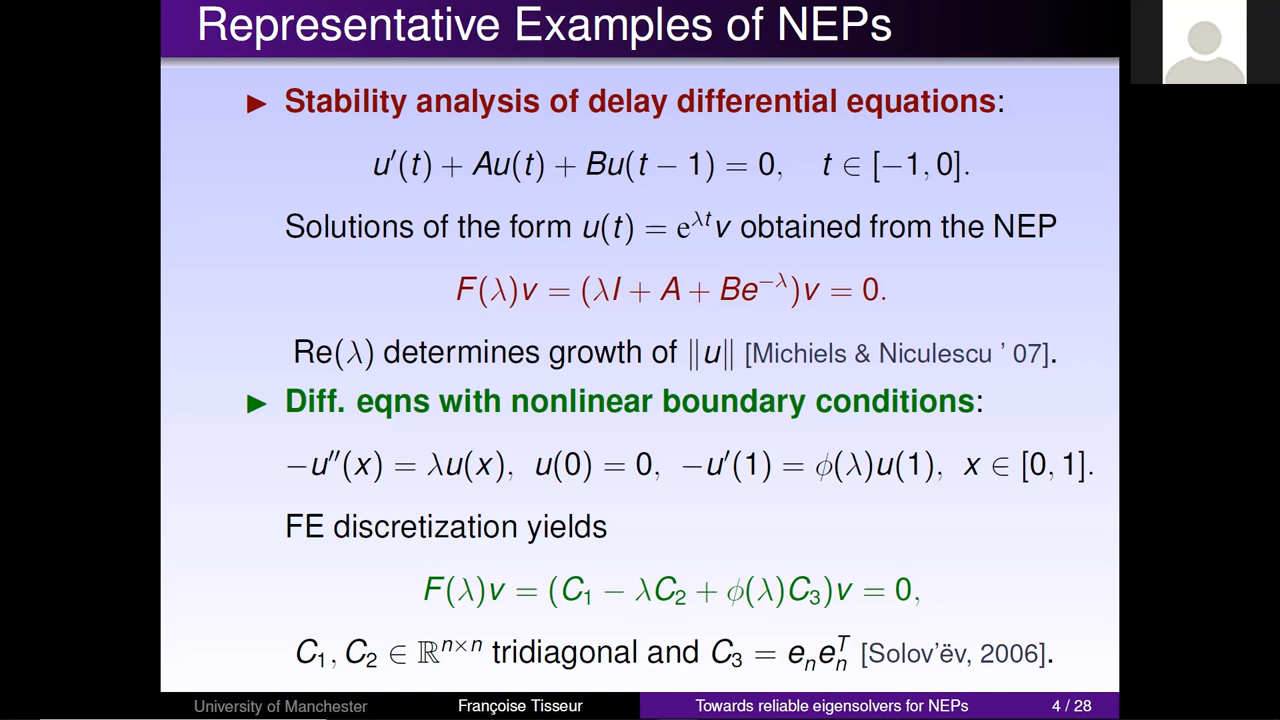 Representative Examples of NEPs
▶ Stability analysis of delay differential equations:
u′(t) + Au(t) + Bu(t − 1) = 0, t ∈ [−1, 0].
Solutions of the form u(t) = e^{λt}v obtained from the NEP
F(λ)v = (λI + A + Be^{−λ})v = 0.
Re(λ) determines growth of ‖u‖ [Michiels & Niculescu ’ 07].
▶ Diff. eqns with nonlinear boundary conditions:
−u″(x) = λu(x), u(0) = 0, −u′(1) = ϕ(λ)u(1), x ∈ [0, 1].
FE discretization yields
F(λ)v = (C₁ − λC₂ + ϕ(λ)C₃)v = 0,
C₁, C₂ ∈ ℝ^{n×n} tridiagonal and C₃ = e_n e_n^T [Solov’ëv, 2006].
University of Manchester Françoise Tisseur Towards reliable eigensolvers for NEPs 4 / 28